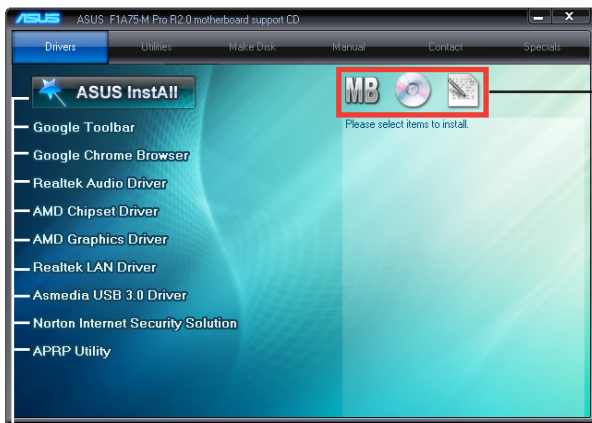 ASUS ASUS F1A75-M Pro R2.0 motherboard support CD
Drivers Utilities Make Disk Manual Contact Specials
ASUS InstAll
MB
Please select items to install.
Google Toolbar
Google Chrome Browser
Realtek Audio Driver
AMD Chipset Driver
AMD Graphics Driver
Realtek LAN Driver
Asmedia USB 3.0 Driver
Norton Internet Security Solution
APRP Utility